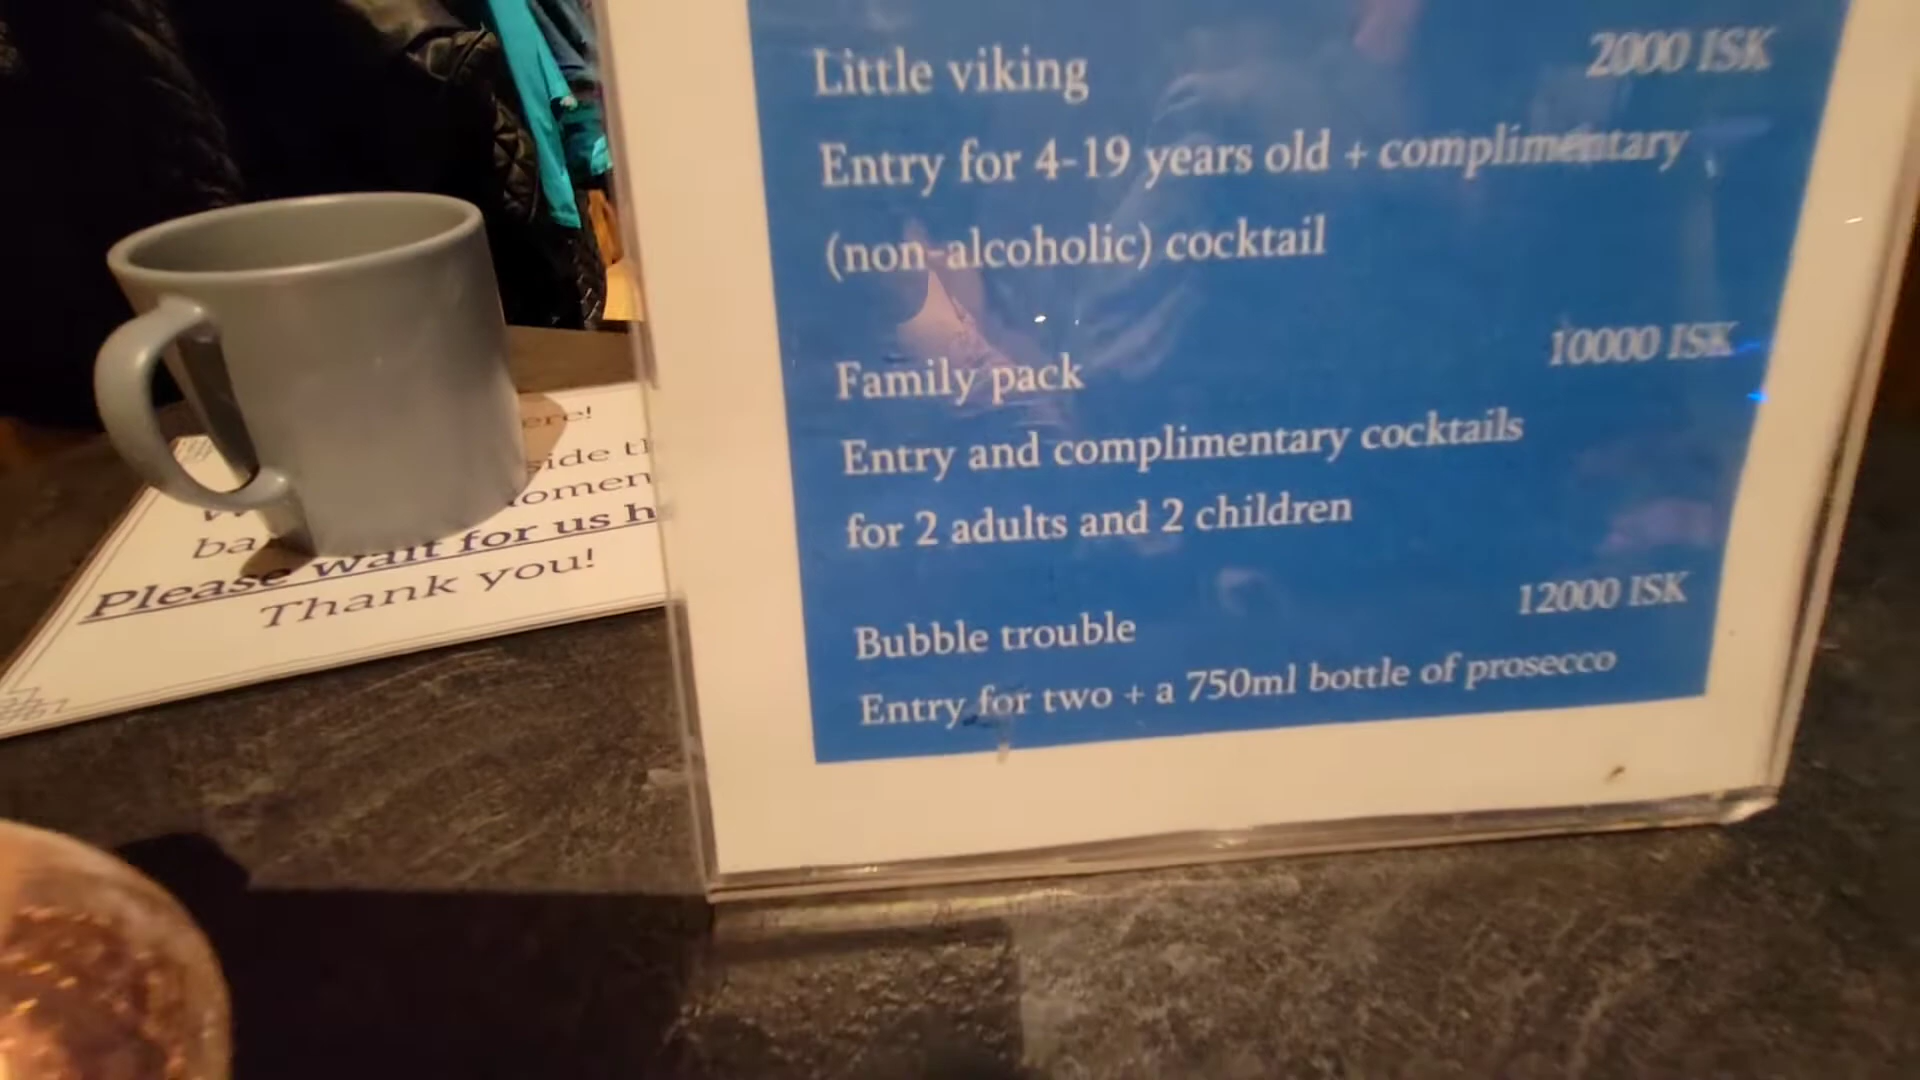 Little viking 2000 ISK
Entry for 4-19 years old + complimentary
(non-alcoholic) cocktail
Family pack 10000 ISK
Entry and complimentary cocktails
for 2 adults and 2 children
Bubble trouble 12000 ISK
Entry for two + a 750ml bottle of prosecco
Please wait for us
Thank you!